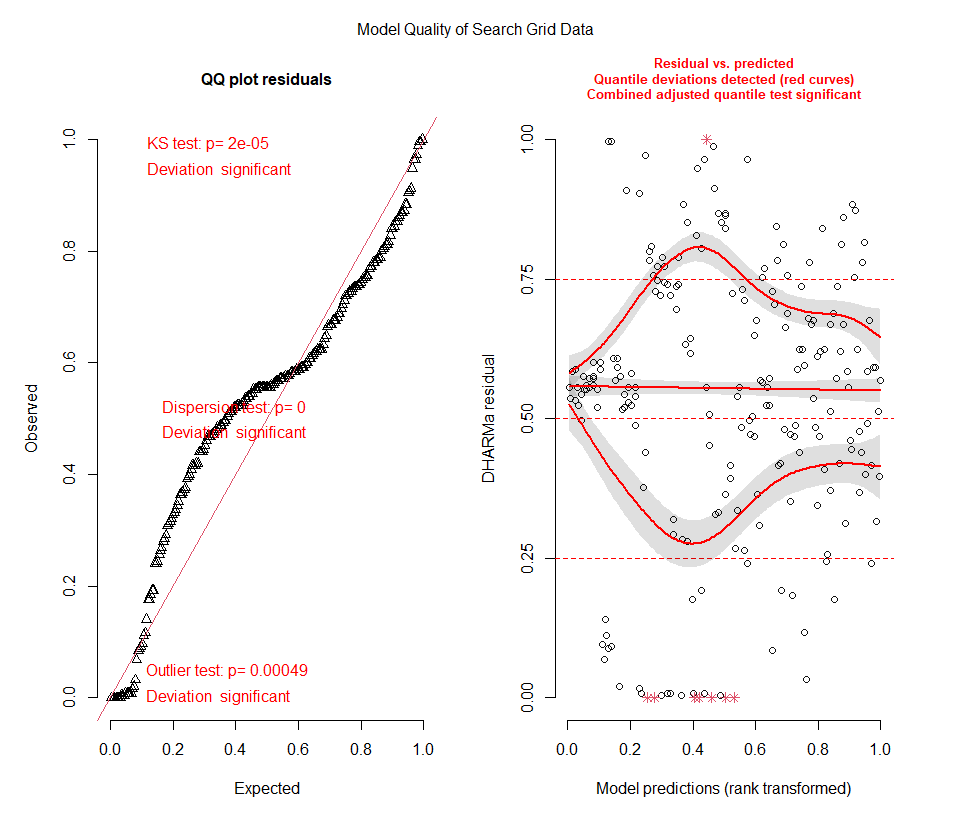 Model Quality of Search Grid Data
QQ plot residuals
KS test: p= 2e-05
Deviation significant
Dispersion test: p= 0
Deviation significant
Outlier test: p= 0.00049
Deviation significant
Observed
0.0 0.2 0.4 0.6 0.8 1.0
0.0 0.2 0.4 0.6 0.8 1.0
Expected
Residual vs. predicted
Quantile deviations detected (red curves)
Combined adjusted quantile test significant
DHARMa residual
0.00 0.25 0.50 0.75 1.00
0.0 0.2 0.4 0.6 0.8 1.0
Model predictions (rank transformed)